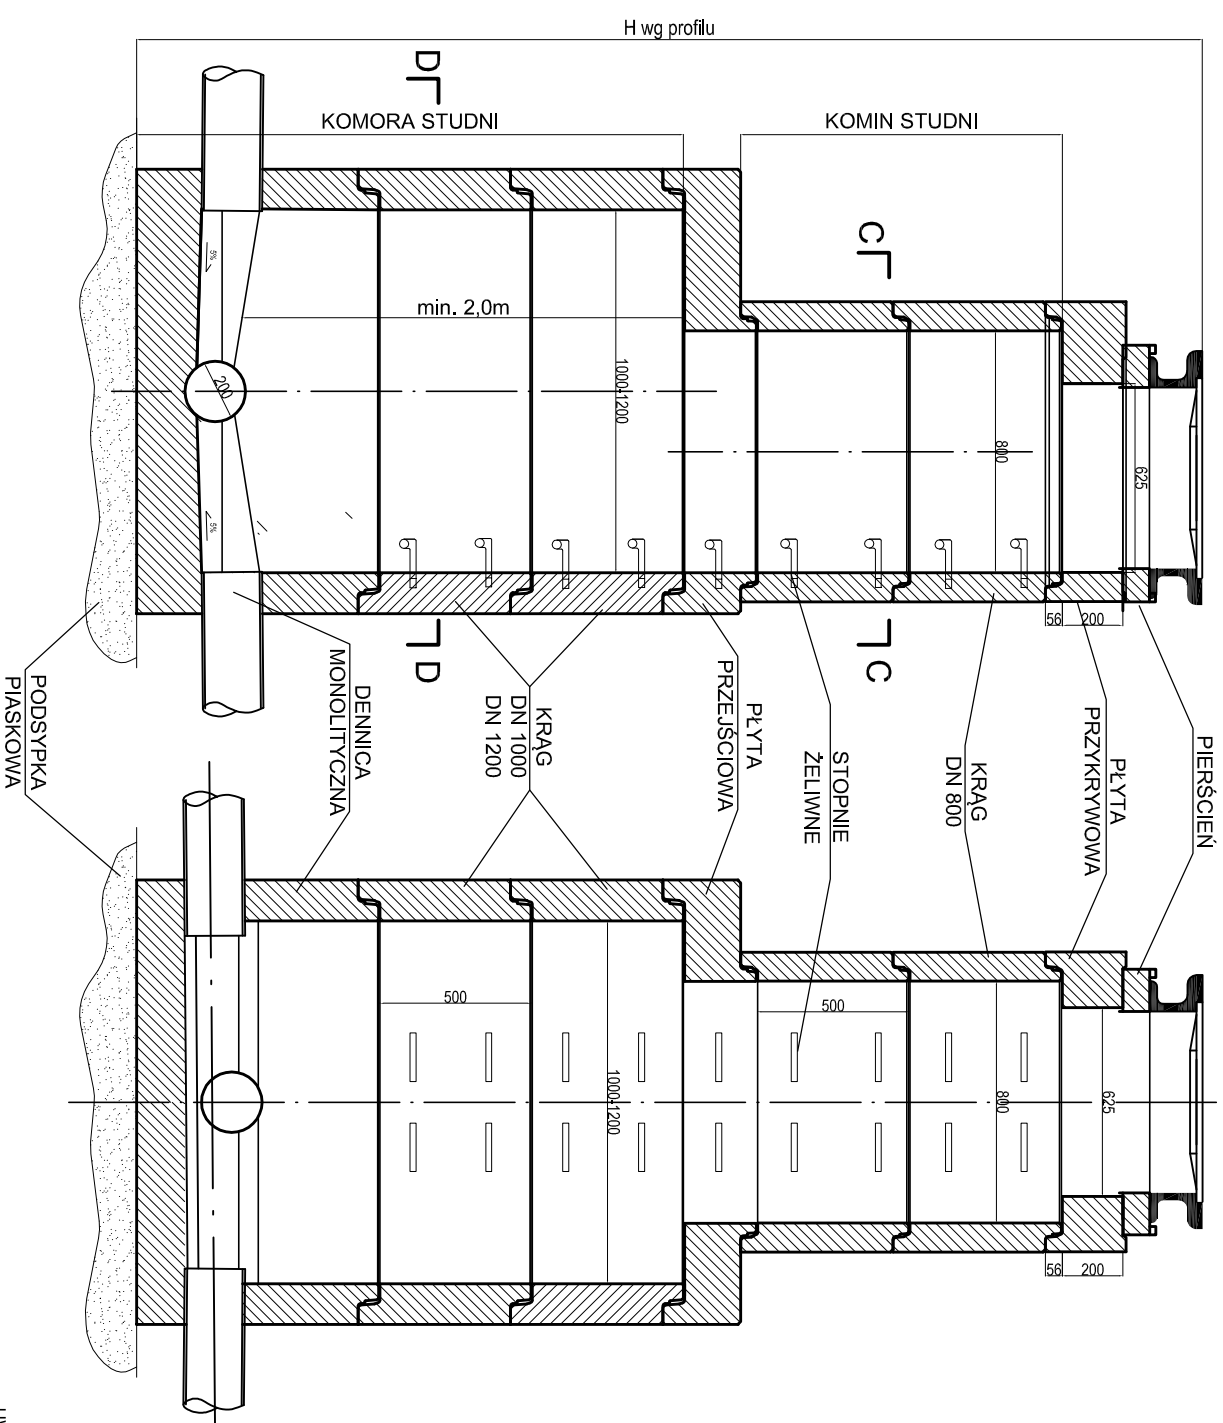 H wg profilu
KOMORA STUDNI
KOMIN STUDNI
D
C
5%
min. 2,0m
200
1000-1200
800
625
5%
56
200
D
C
PODSYPKA
PIASKOWA
DENNICA
MONOLITYCZNA
KRĄG
DN 1000
DN 1200
PŁYTA
PRZEJŚCIOWA
STOPNIE
ŻELIWNE
KRĄG
DN 800
PŁYTA
PRZYKRYWOWA
PIERŚCIEŃ
500
500
1000-1200
800
625
56
200